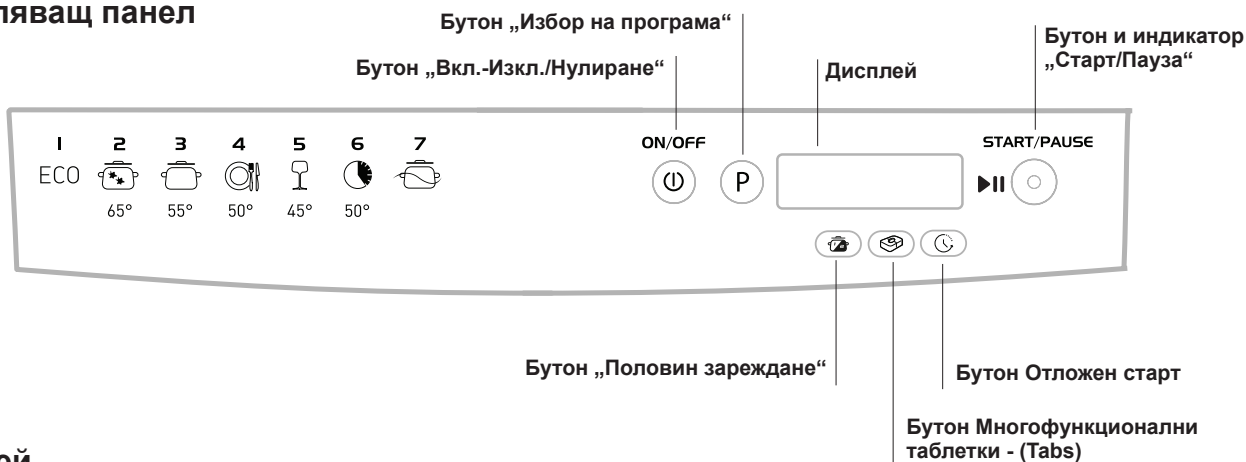 ляващ панел
Бутон „Избор на програма“
Бутон и индикатор
„Старт/Пауза“
Бутон „Вкл.-Изкл./Нулиране“
Дисплей
1 2 3 4 5 6 7
ON/OFF
START/PAUSE
ECO
P
65° 55° 50° 45° 50°
Бутон „Половин зареждане“
Бутон Отложен старт
Бутон Многофункционални
таблетки - (Tabs)